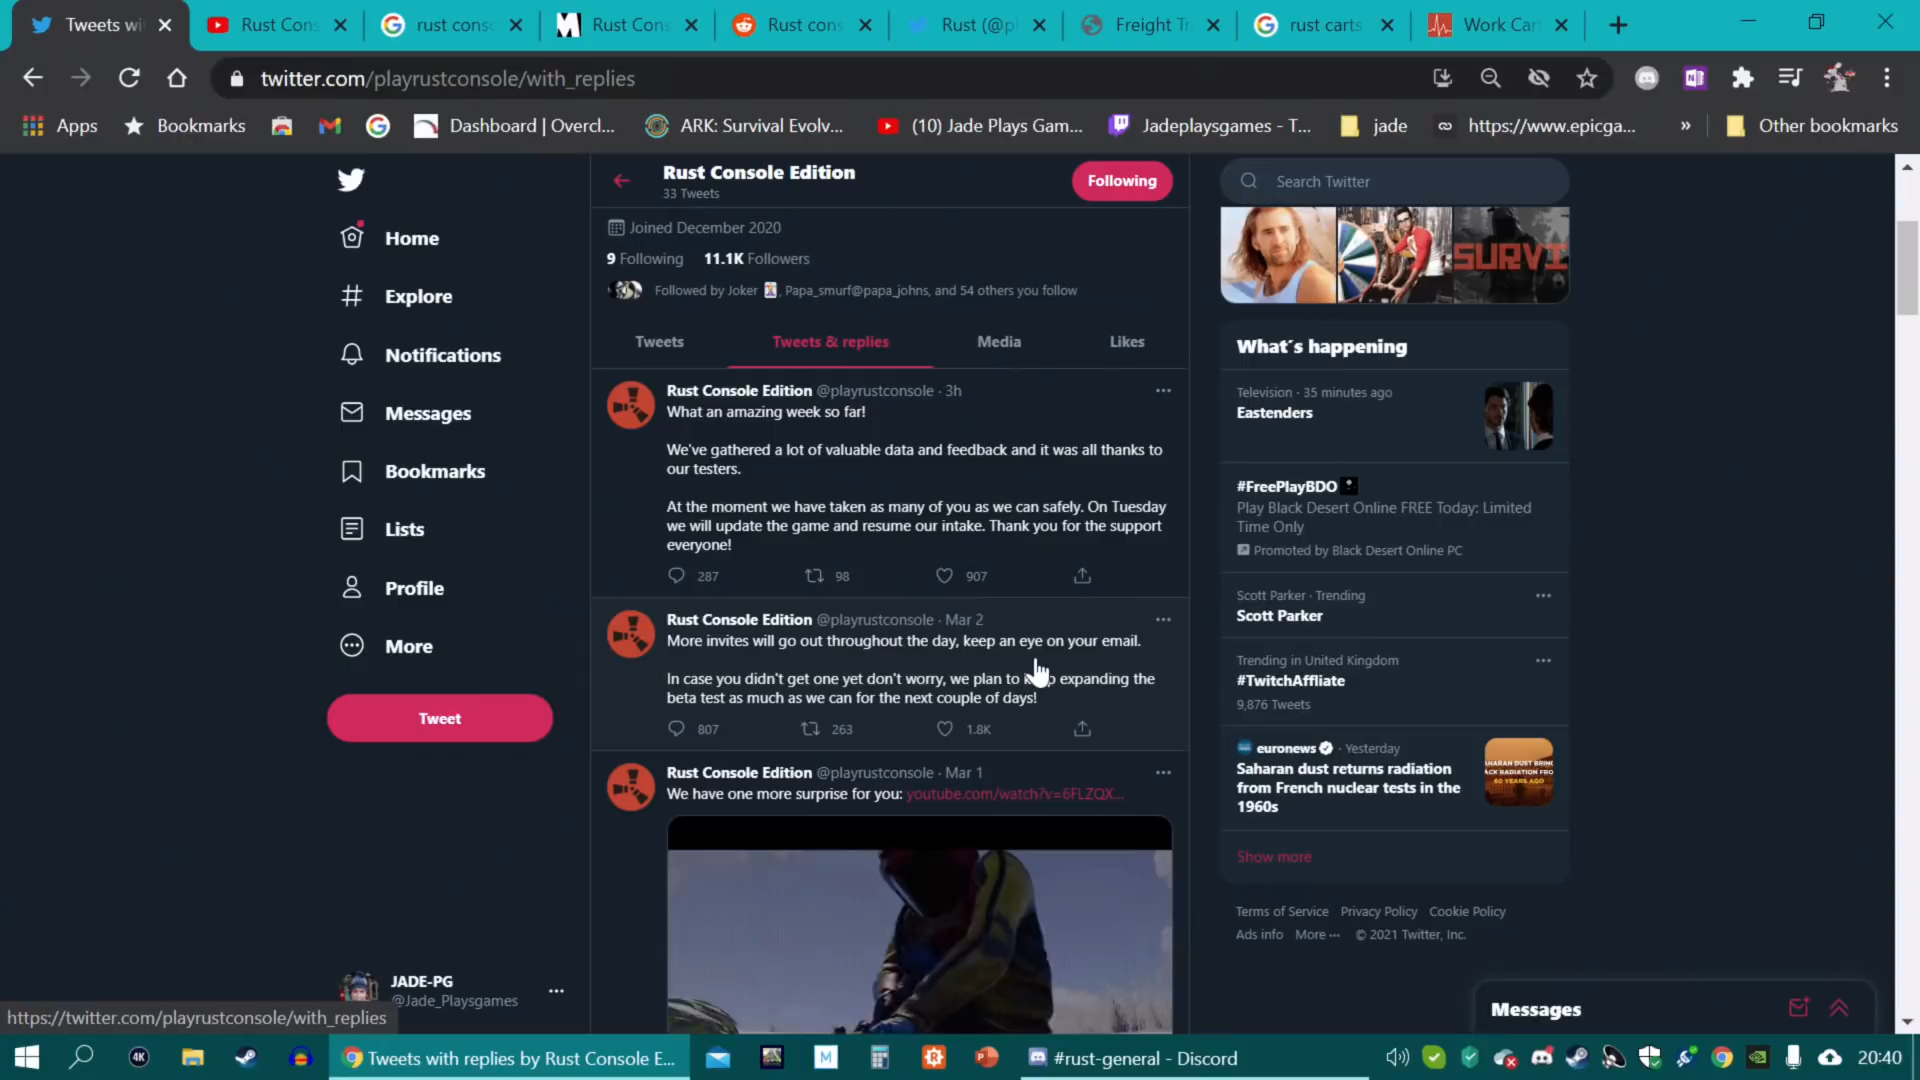 Tweets wi
Rust Cons
rust conso
Rust Cons
Rust cons
Rust (@pl
Freight Tr
rust carts
Work Car
twitter.com/playrustconsole/with_replies
Apps
Bookmarks
Dashboard | Overcl...
ARK: Survival Evolv...
(10) Jade Plays Gam...
Jadeplaysgames - T...
jade
https://www.epicga...
»
Other bookmarks
Home
Explore
Notifications
Messages
Bookmarks
Lists
Profile
More
Tweet
JADE-PG
@Jade_Playsgames
Rust Console Edition
33 Tweets
Following
Joined December 2020
9 Following 11.1K Followers
Followed by Joker, Papa_smurf@papa_johns, and 54 others you follow
Tweets
Tweets & replies
Media
Likes
Rust Console Edition @playrustconsole · 3h
What an amazing week so far!
We've gathered a lot of valuable data and feedback and it was all thanks to
our testers.
At the moment we have taken as many of you as we can safely. On Tuesday
we will update the game and resume our intake. Thank you for the support
everyone!
287 98 907
Rust Console Edition @playrustconsole · Mar 2
More invites will go out throughout the day, keep an eye on your email.
In case you didn't get one yet don't worry, we plan to expanding the
beta test as much as we can for the next couple of days!
807 263 1.8K
Rust Console Edition @playrustconsole · Mar 1
We have one more surprise for you: youtube.com/watch?v=6FLZQX...
Search Twitter
SURVI
What's happening
Television · 35 minutes ago
Eastenders
#FreePlayBDO
Play Black Desert Online FREE Today: Limited
Time Only
Promoted by Black Desert Online PC
Scott Parker · Trending
Scott Parker
Trending in United Kingdom
#TwitchAffliate
9,876 Tweets
euronews · Yesterday
Saharan dust returns radiation
from French nuclear tests in the
1960s
Show more
Terms of Service Privacy Policy Cookie Policy
Ads info More ··· © 2021 Twitter, Inc.
Messages
https://twitter.com/playrustconsole/with_replies
4K
Tweets with replies by Rust Console E...
#rust-general - Discord
20:40